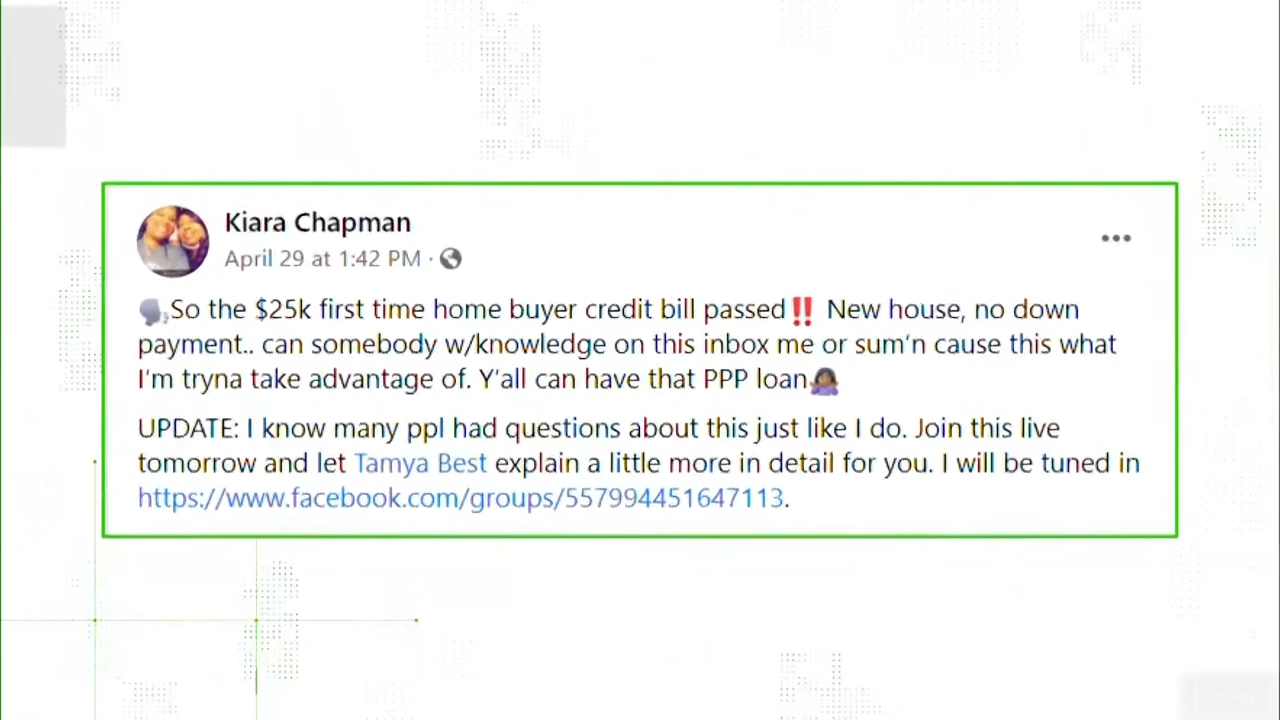 Kiara Chapman
April 29 at 1:42 PM ·
🗣️So the $25k first time home buyer credit bill passed‼️ New house, no down
payment.. can somebody w/knowledge on this inbox me or sum’n cause this what
I’m tryna take advantage of. Y’all can have that PPP loan🙅🏾‍♀️
UPDATE: I know many ppl had questions about this just like I do. Join this live
tomorrow and let Tamya Best explain a little more in detail for you. I will be tuned in
https://www.facebook.com/groups/557994451647113.